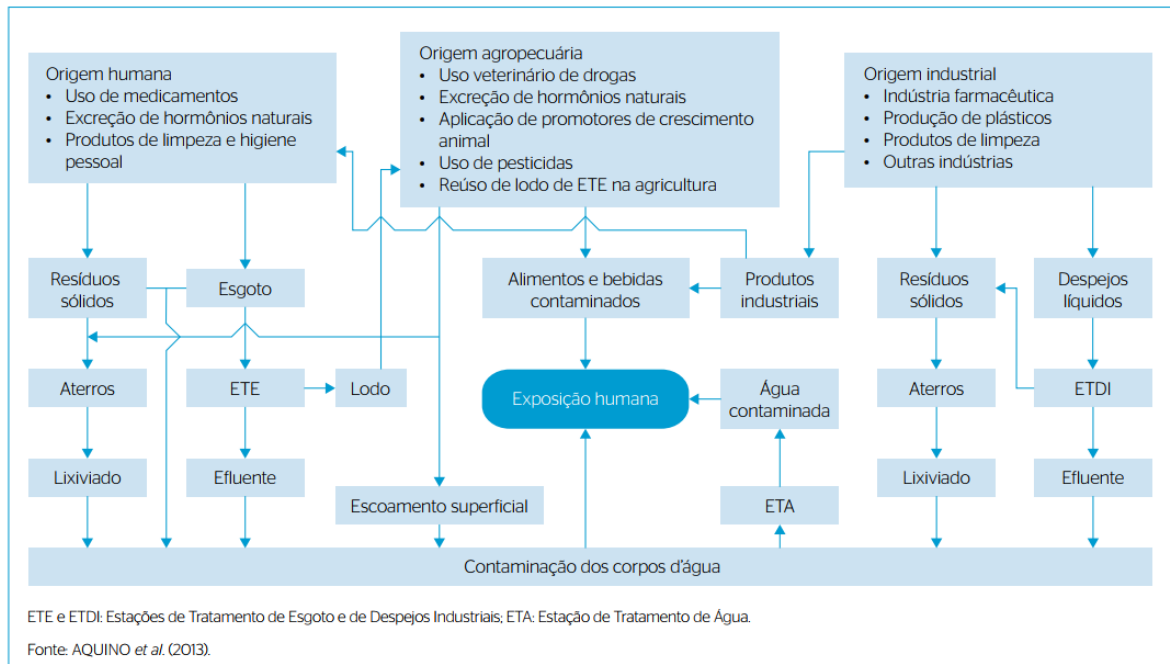 Origem humana
• Uso de medicamentos
• Excreção de hormônios naturais
• Produtos de limpeza e higiene
pessoal
Origem agropecuária
• Uso veterinário de drogas
• Excreção de hormônios naturais
• Aplicação de promotores de crescimento
animal
• Uso de pesticidas
• Reúso de lodo de ETE na agricultura
Origem industrial
• Indústria farmacêutica
• Produção de plásticos
• Produtos de limpeza
• Outras indústrias
Resíduos
sólidos
Esgoto
Alimentos e bebidas
contaminados
Produtos
industriais
Resíduos
sólidos
Despejos
líquidos
Aterros
ETE
Lodo
Exposição humana
Água
contaminada
Aterros
ETDI
Lixiviado
Efluente
Escoamento superficial
ETA
Lixiviado
Efluente
Contaminação dos corpos d'água
ETE e ETDI: Estações de Tratamento de Esgoto e de Despejos Industriais; ETA: Estação de Tratamento de Água.
Fonte: AQUINO et al. (2013).